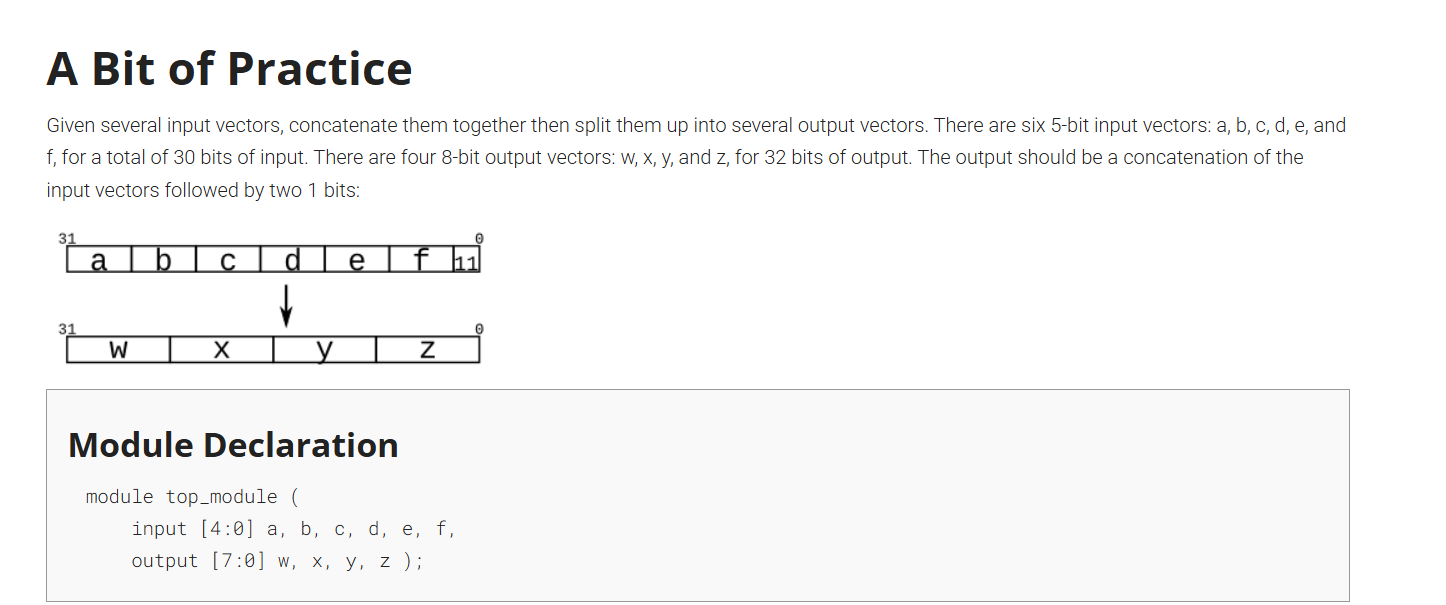 A Bit of Practice
Given several input vectors, concatenate them together then split them up into several output vectors. There are six 5-bit input vectors: a, b, c, d, e, and
f, for a total of 30 bits of input. There are four 8-bit output vectors: w, x, y, and z, for 32 bits of output. The output should be a concatenation of the
input vectors followed by two 1 bits:
31 0
a b c d e f 11
31 0
w x y z
Module Declaration
module top_module (
input [4:0] a, b, c, d, e, f,
output [7:0] w, x, y, z );